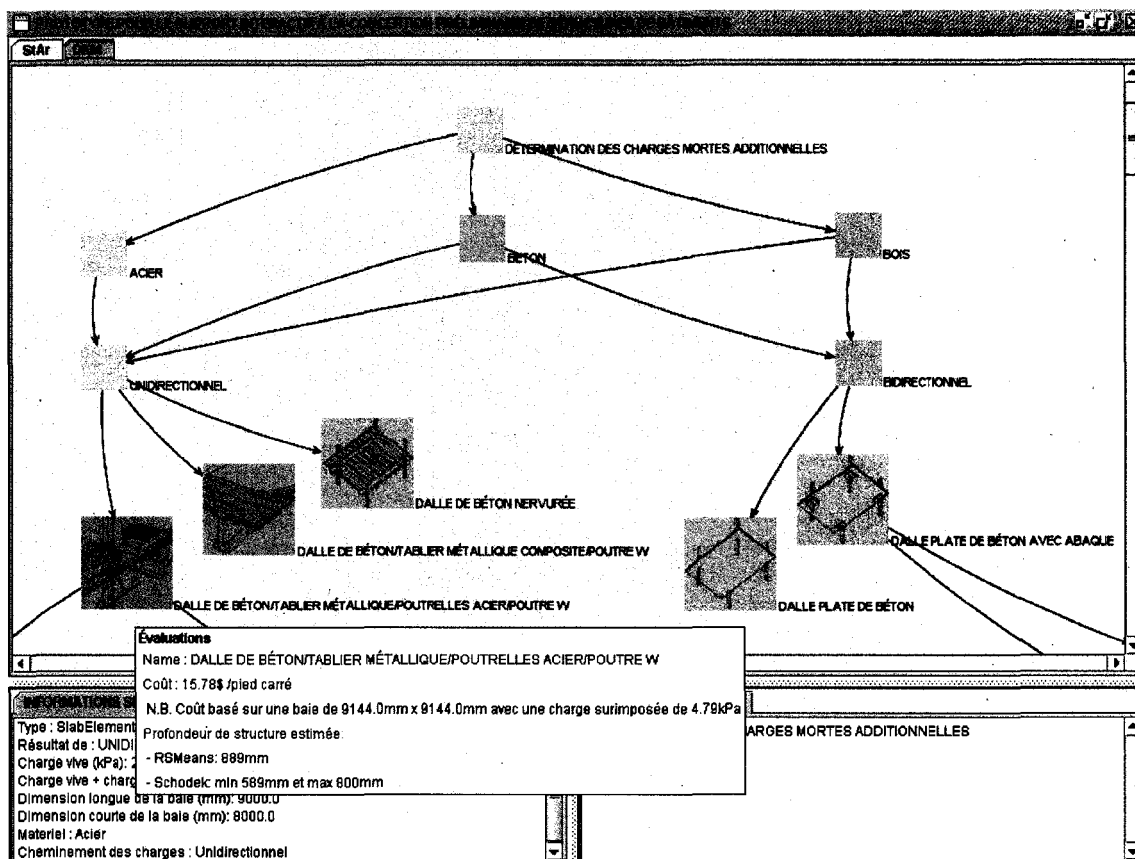 StAr
DÉTERMINATION DES CHARGES MORTES ADDITIONNELLES
ACIER
BÉTON
BOIS
UNIDIRECTIONNEL
BIDIRECTIONNEL
DALLE DE BÉTON NERVURÉE
DALLE DE BÉTON/TABLIER MÉTALLIQUE COMPOSITE/POUTRE W
DALLE DE BÉTON/TABLIER MÉTALLIQUE/POUTRELLES ACIER/POUTRE W
DALLE PLATE DE BÉTON AVEC ABAQUE
DALLE PLATE DE BÉTON
Évaluations
Name : DALLE DE BÉTON/TABLIER MÉTALLIQUE/POUTRELLES ACIER/POUTRE W
Coût : 15.78$ /pied carré
N.B. Coût basé sur une baie de 9144.0mm x 9144.0mm avec une charge surimposée de 4.79kPa
Profondeur de structure estimée
- RSMeans: 889mm
- Schodek: min 589mm et max 800mm
INFORMATIONS S
Type : SlabElement
Résultat de : UNIDI
Charge vive (kPa): 2
Charge vive + charg
Dimension longue de la baie (mm): 9000.0
Dimension courte de la baie (mm): 8000.0
Materiel : Acier
Cheminement des charges : Unidirectionnel
ARGES MORTES ADDITIONNELLES